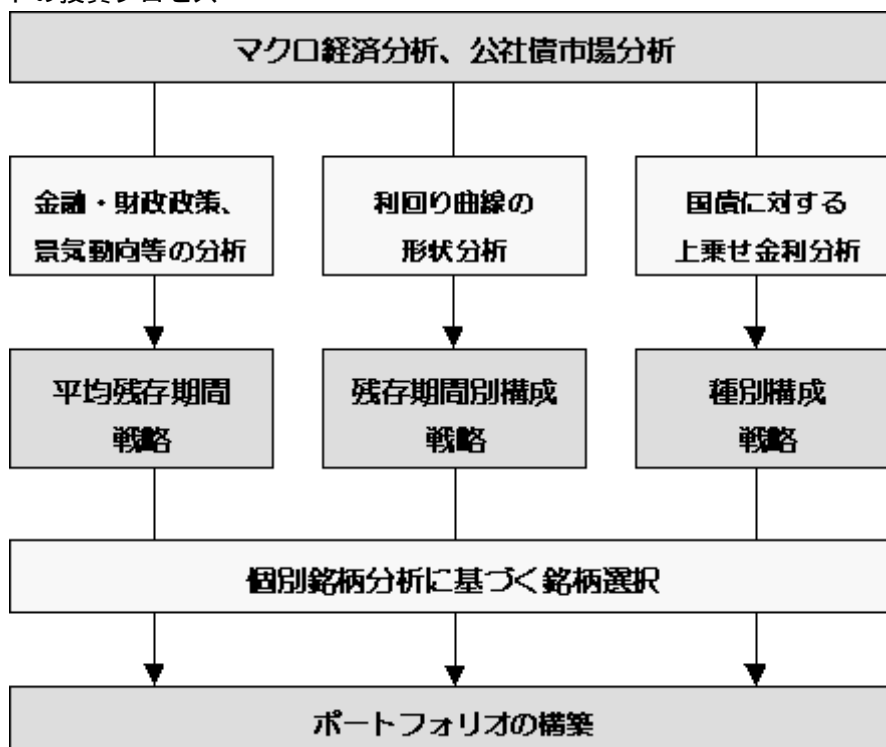 の投資プロセス
マクロ経済分析、公社債市場分析
金融・財政政策、
景気動向等の分析
利回り曲線の
形状分析
国債に対する
上乗せ金利分析
平均残存期間
戦略
残存期間別構成
戦略
種別構成
戦略
個別銘柄分析に基づく銘柄選択
ポートフォリオの構築